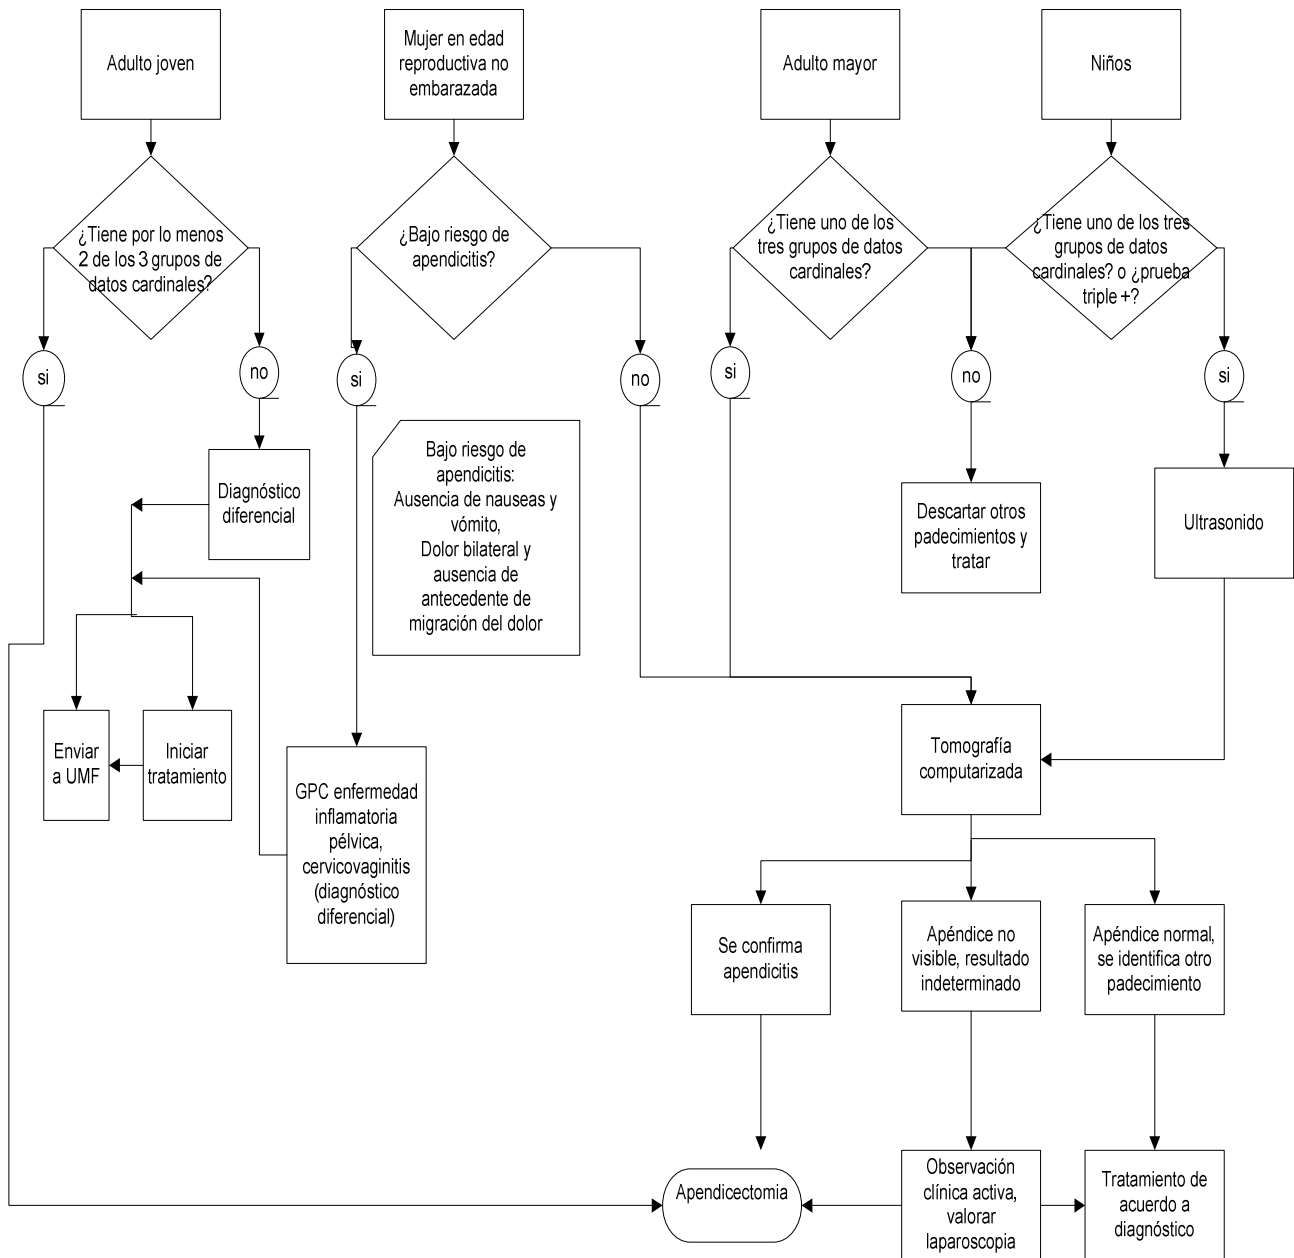 Adulto joven
Mujer en edad
reproductiva no
embarazada
Adulto mayor
Niños
¿Tiene por lo menos
2 de los 3 grupos de
datos cardinales?
¿Bajo riesgo de
apendicitis?
¿Tiene uno de los
tres grupos de datos
cardinales?
¿Tiene uno de los tres
grupos de datos
cardinales? o ¿prueba
triple +?
si
no
si
no
si
no
si
Diagnóstico
diferencial
Bajo riesgo de
apendicitis:
Ausencia de nauseas y
vómito,
Dolor bilateral y
ausencia de
antecedente de
migración del dolor
Descartar otros
padecimientos y
tratar
Ultrasonido
Enviar
a UMF
Iniciar
tratamiento
GPC enfermedad
inflamatoria
pélvica,
cervicovaginitis
(diagnóstico
diferencial)
Tomografía
computarizada
Se confirma
apendicitis
Apéndice no
visible, resultado
indeterminado
Apéndice normal,
se identifica otro
padecimiento
Apendicectomia
Observación
clínica activa,
valorar
laparoscopia
Tratamiento de
acuerdo a
diagnóstico